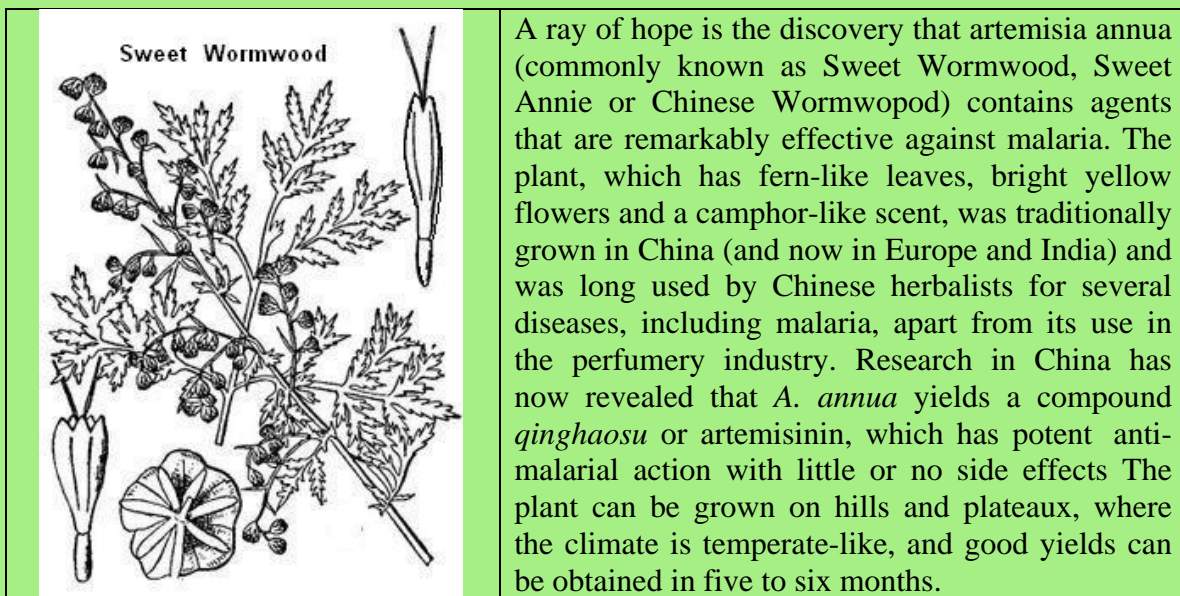 Sweet Wormwood
A ray of hope is the discovery that artemisia annua
(commonly known as Sweet Wormwood, Sweet
Annie or Chinese Wormwopod) contains agents
that are remarkably effective against malaria. The
plant, which has fern-like leaves, bright yellow
flowers and a camphor-like scent, was traditionally
grown in China (and now in Europe and India) and
was long used by Chinese herbalists for several
diseases, including malaria, apart from its use in
the perfumery industry. Research in China has
now revealed that A. annua yields a compound
qinghaosu or artemisinin, which has potent anti-
malarial action with little or no side effects The
plant can be grown on hills and plateaux, where
the climate is temperate-like, and good yields can
be obtained in five to six months.